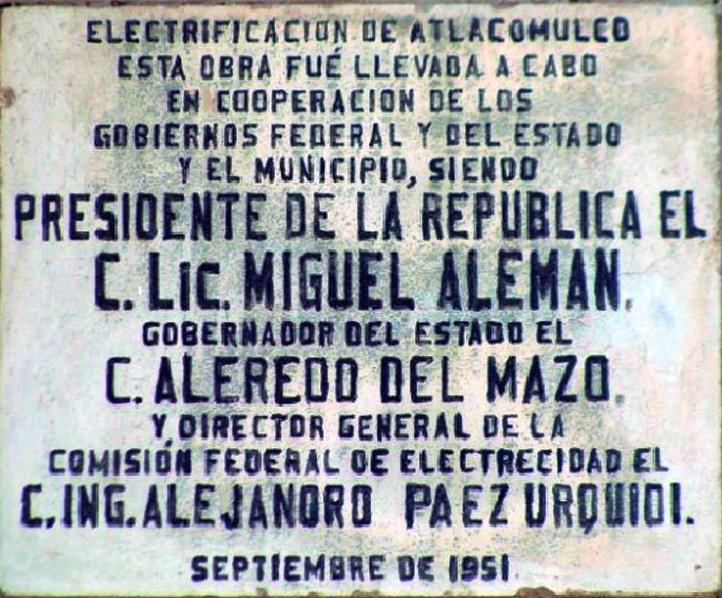 ELECTRIFICACION DE ATLACOMULCO
ESTA OBRA FUÉ LLEVADA A CABO
EN COOPERACION DE LOS
GOBIERNOS FEDERAL Y DEL ESTADO
Y EL MUNICIPIO, SIENDO
PRESIDENTE DE LA REPUBLICA EL
C. Lic. MIGUEL ALEMAN.
GOBERNADOR DEL ESTADO EL
C. ALEREDO DEL MAZO.
Y DIRECTOR GENERAL DE LA
COMISIÓN FEDERAL DE ELECTRECIDAD EL
C. ING. ALEJANDRO PAEZ URQUIDI.
SEPTIEMBRE DE 1951